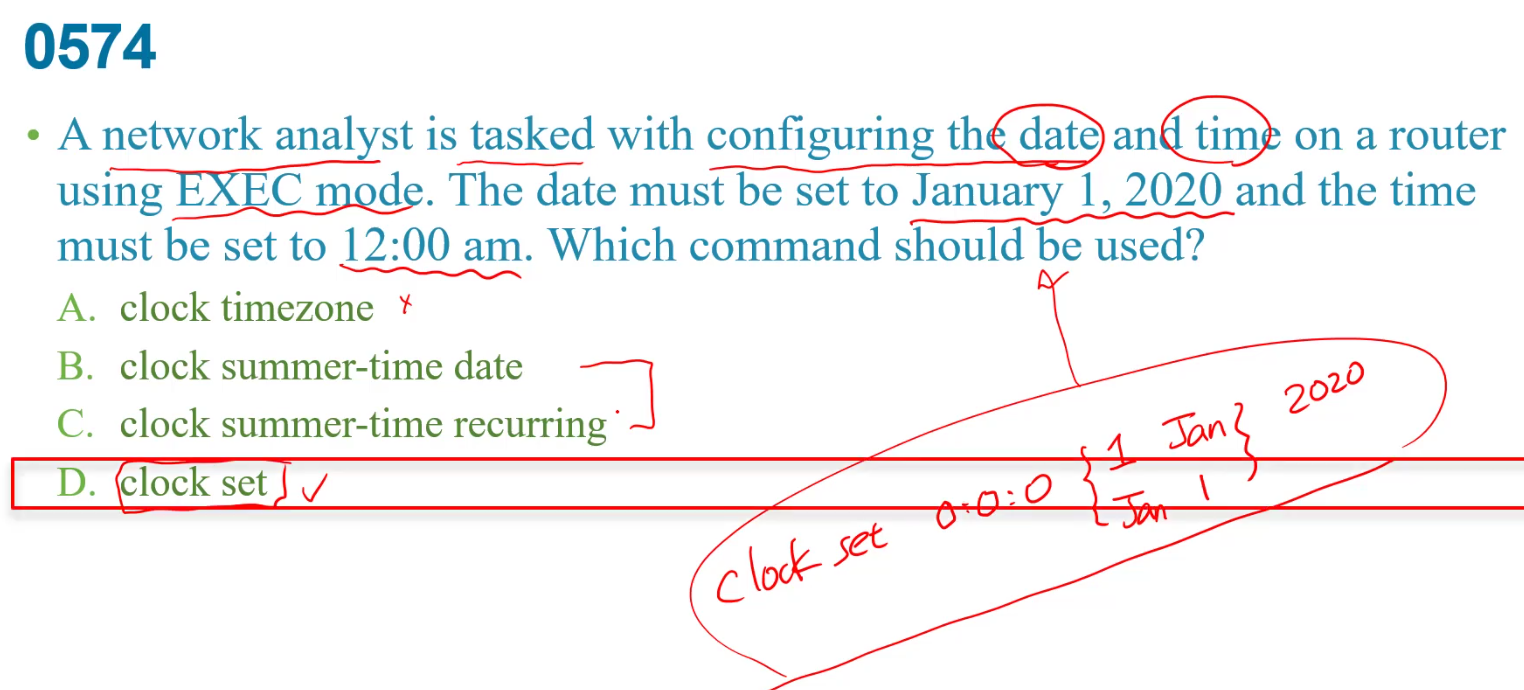 0574
• A network analyst is tasked with configuring the date and time on a router
using EXEC mode. The date must be set to January 1, 2020 and the time
must be set to 12:00 am. Which command should be used?
A. clock timezone x
B. clock summer-time date
C. clock summer-time recurring
D. clock set ✓
clock set 0:0:0 { 1 Jan } 2020
Jan 1